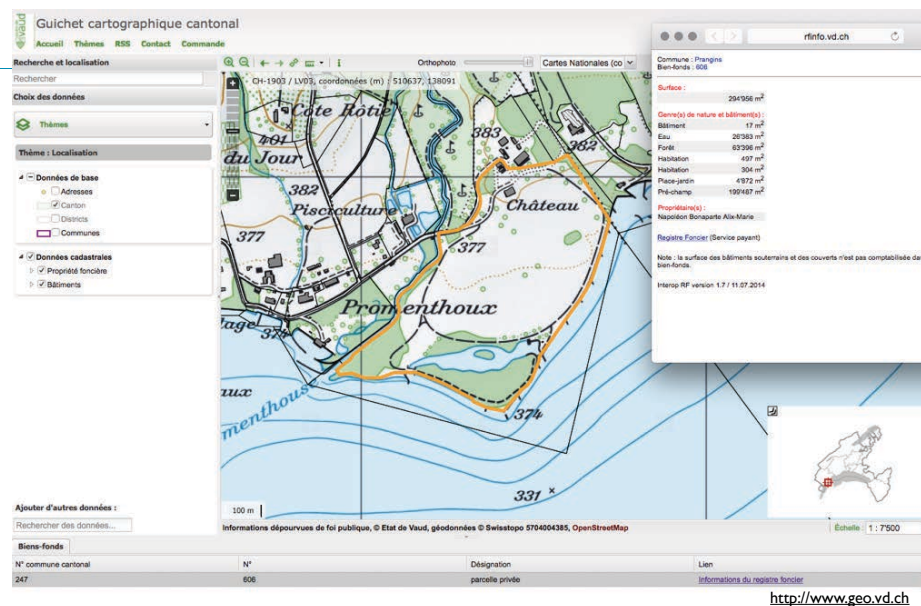 Guichet cartographique cantonal
Accueil Thèmes RSS Contact Commande
Recherche et localisation
Rechercher
Choix des données
Thèmes
Thème : Localisation
Données de base
Adresses
Canton
Districts
Communes
Données cadastrales
Propriété foncière
Bâtiments
Ajouter d'autres données :
Rechercher des données...
Orthophoto
Cartes Nationales (co
CH-1903 / LV03, coordonnées (m) : 510637, 138091
Côte Rôtie
401
du Jour
383
382
382
Pisciculture
Château
377
377
Promenthoux
374
374
331
100 m
Informations dépourvues de foi publique, © Etat de Vaud, géodonnées © Swisstopo 5704004385, OpenStreetMap
Échelle : 1 : 7'500
rfinfo.vd.ch
Commune : Prangins
Bien-fonds : 606
Surface :
294'956 m²
Genre(s) de nature et bâtiment(s) :
Bâtiment 17 m²
Eau 26'383 m²
Forêt 63'396 m²
Habitation 497 m²
Habitation 304 m²
Place-jardin 4'872 m²
Pré-champ 199'487 m²
Propriétaire(s) :
Napoléon Bonaparte Alix-Marie
Registre Foncier (Service payant)
Note : la surface des bâtiments souterrains et des couverts n'est pas comptabilisée da
bien-fonds.
Interop RF version 1.7 / 11.07.2014
Biens-fonds
N° commune cantonal N° Désignation Lien
247 606 parcelle privée Informations du registre foncier
http://www.geo.vd.ch